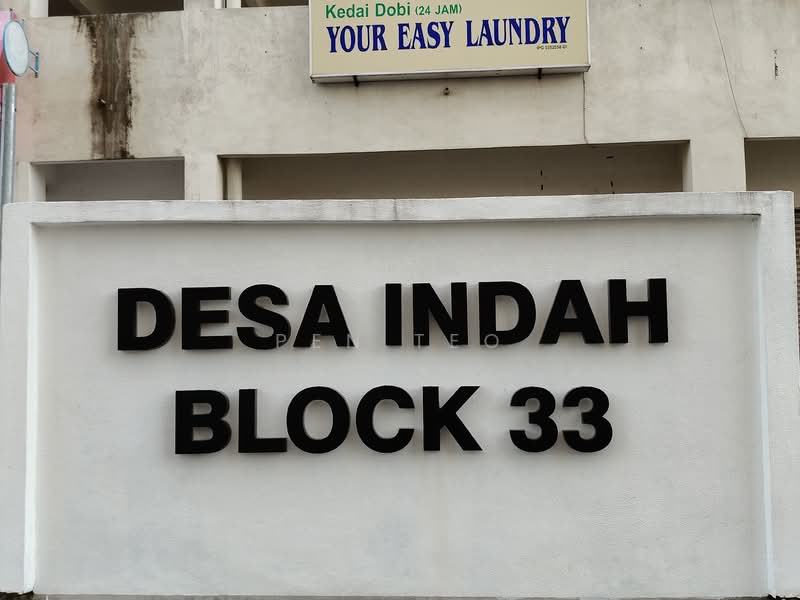 Kedai Dobi (24 JAM)
YOUR EASY LAUNDRY
DESA INDAH
BLOCK 33